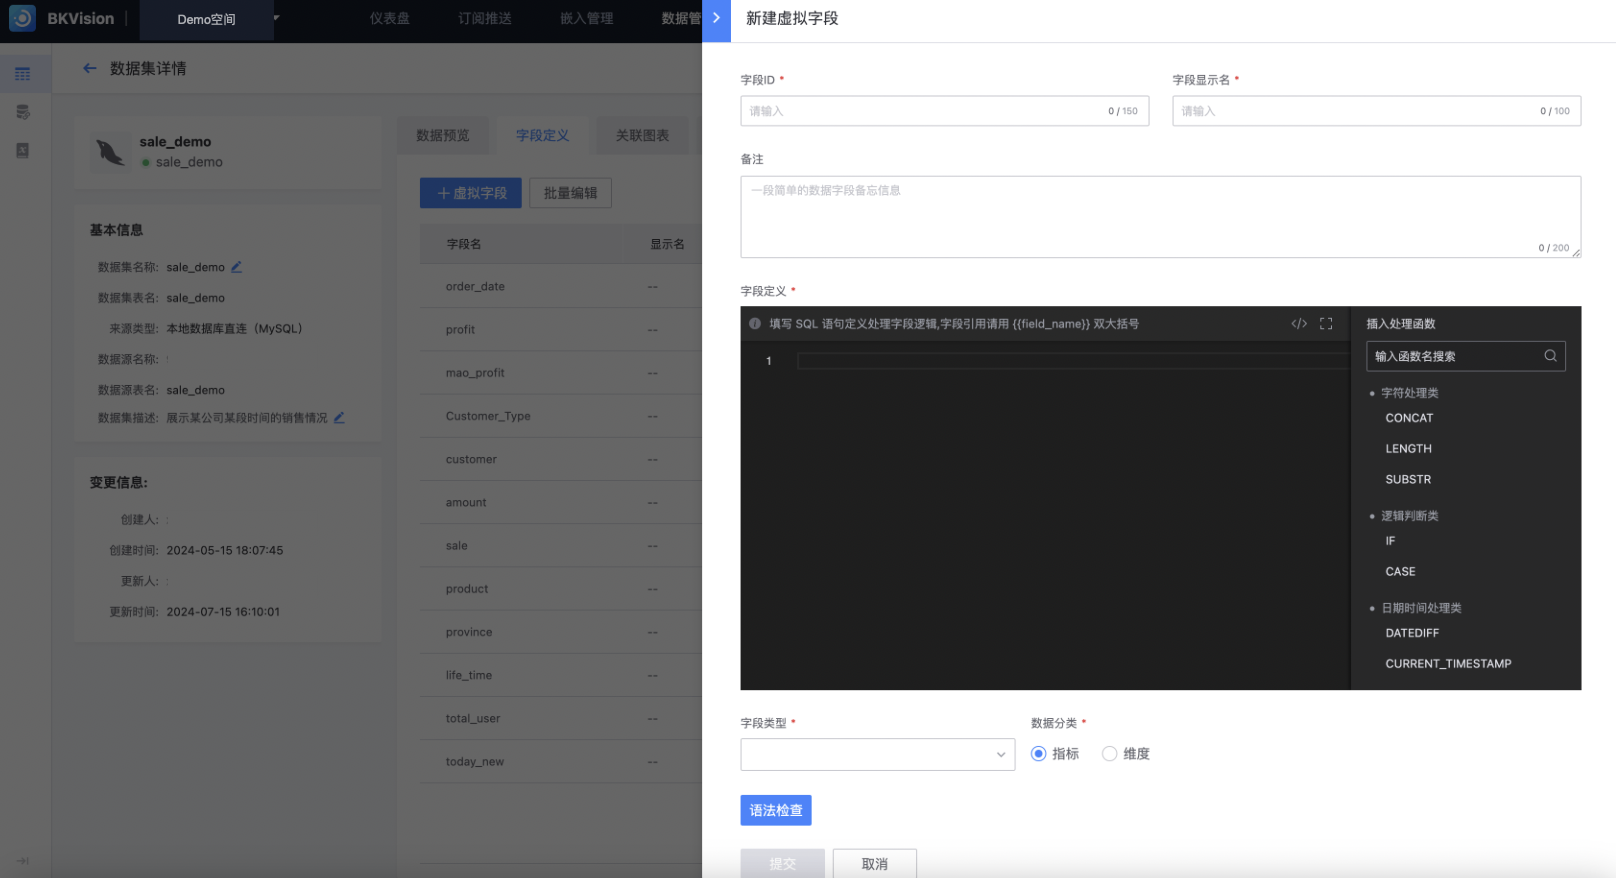 BKVision
Demo空间
仪表盘
订阅推送
嵌入管理
数据管
新建虚拟字段
数据集详情
sale_demo
sale_demo
基本信息
数据集名称: sale_demo
数据集表名: sale_demo
来源类型: 本地数据库直连（MySQL）
数据源名称:
数据源表名: sale_demo
数据集描述: 展示某公司某段时间的销售情况
变更信息:
创建人:
创建时间: 2024-05-15 18:07:45
更新人:
更新时间: 2024-07-15 16:10:01
数据预览
字段定义
关联图表
虚拟字段
批量编辑
字段名 显示名
order_date --
profit --
mao_profit --
Customer_Type --
customer --
amount --
sale --
product --
province --
life_time --
total_user --
today_new --
字段ID *
请输入 0 / 150
字段显示名 *
请输入 0 / 100
备注
一段简单的数据字段备忘信息
0 / 200
字段定义 *
填写 SQL 语句定义处理字段逻辑,字段引用请用 {{field_name}} 双大括号
</>
1
插入处理函数
输入函数名搜索
字符处理类
CONCAT
LENGTH
SUBSTR
逻辑判断类
IF
CASE
日期时间处理类
DATEDIFF
CURRENT_TIMESTAMP
字段类型 *
数据分类 *
指标
维度
语法检查
提交
取消